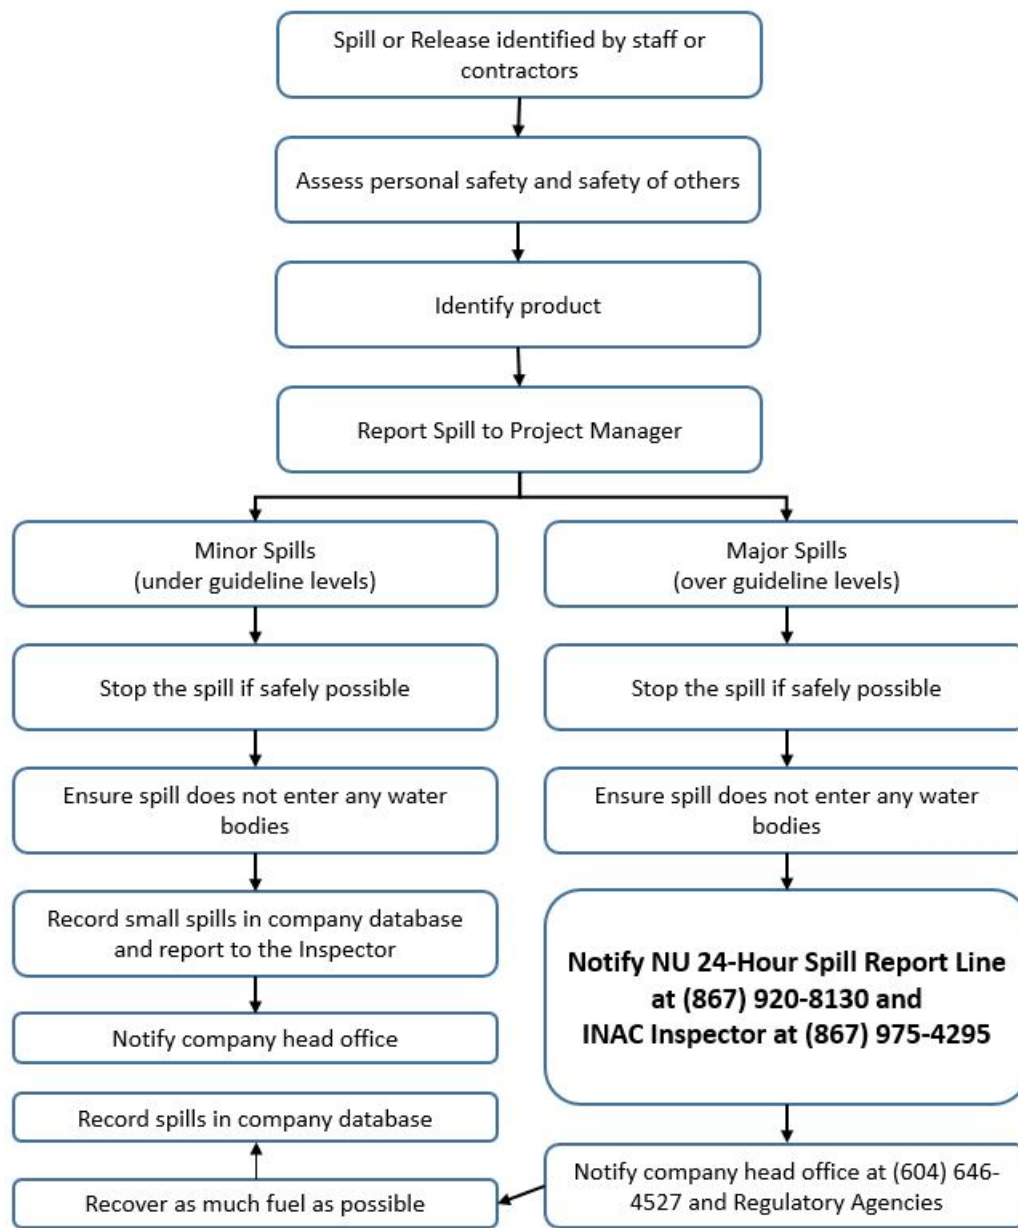 Spill or Release identified by staff or
contractors
Assess personal safety and safety of others
Identify product
Report Spill to Project Manager
Minor Spills
(under guideline levels)
Major Spills
(over guideline levels)
Stop the spill if safely possible
Stop the spill if safely possible
Ensure spill does not enter any water
bodies
Ensure spill does not enter any water
bodies
Record small spills in company database
and report to the Inspector
Notify NU 24-Hour Spill Report Line
at (867) 920-8130 and
INAC Inspector at (867) 975-4295
Notify company head office
Record spills in company database
Notify company head office at (604) 646-
4527 and Regulatory Agencies
Recover as much fuel as possible